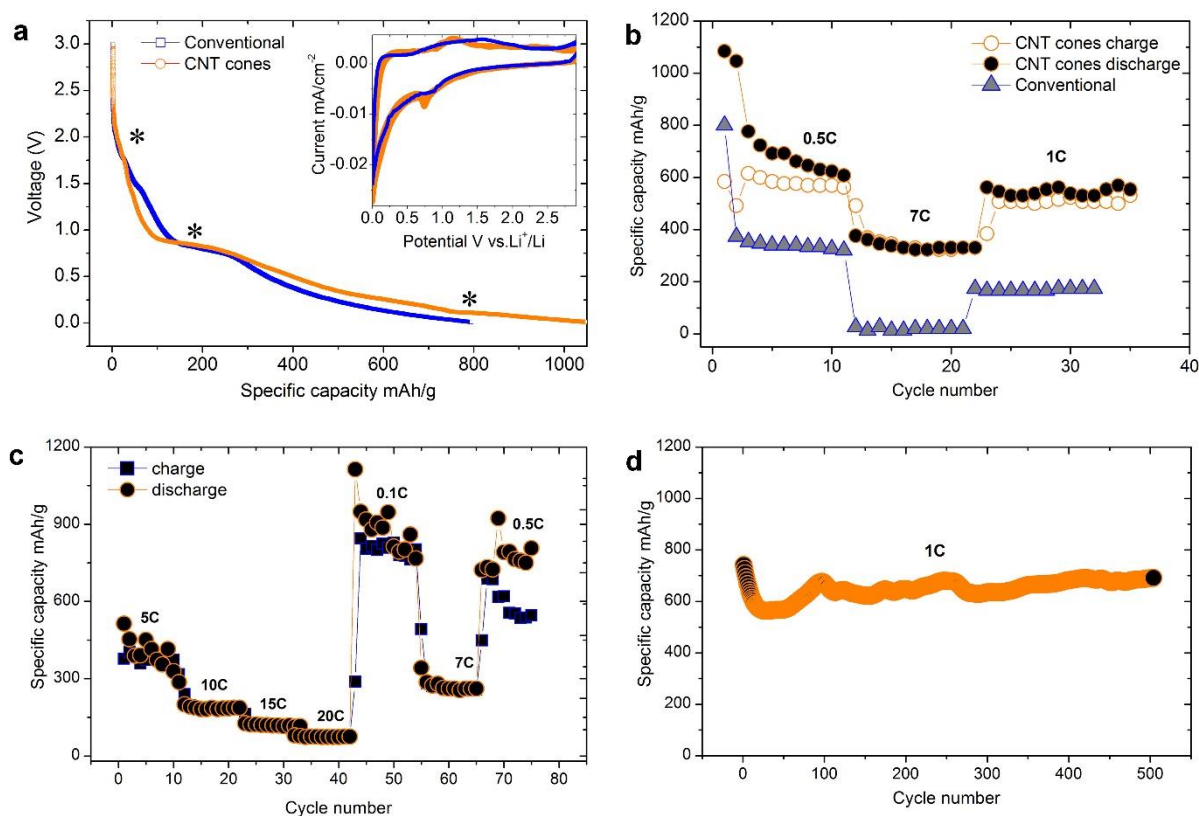 a
Conventional
CNT cones
*
*
*
Voltage (V)
3.0
2.5
2.0
1.5
1.0
0.5
0.0
0 200 400 600 800 1000
Specific capacity mAh/g
Current mA/cm⁻²
0.00
-0.01
-0.02
0.0 0.5 1.0 1.5 2.0 2.5
Potential V vs.Li⁺/Li
b
CNT cones charge
CNT cones discharge
Conventional
Specific capacity mAh/g
1200
1000
800
600
400
200
0
0.5C
7C
1C
0 10 20 30 40
Cycle number
c
charge
discharge
Specific capacity mAh/g
1200
900
600
300
0
5C
10C
15C
20C
0.1C
7C
0.5C
0 10 20 30 40 50 60 70 80
Cycle number
d
Specific capacity mAh/g
1200
1000
800
600
400
200
0
1C
0 100 200 300 400 500
Cycle number